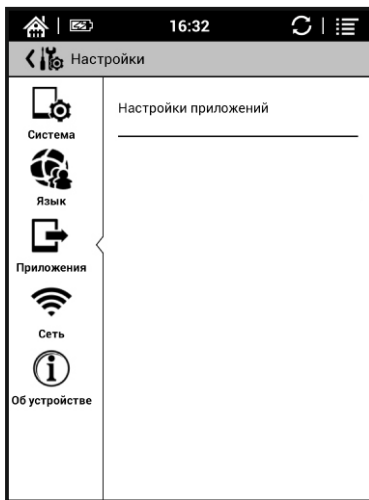 16:32
Настройки
Система
Настройки приложений
Язык
Приложения
Сеть
Об устройстве